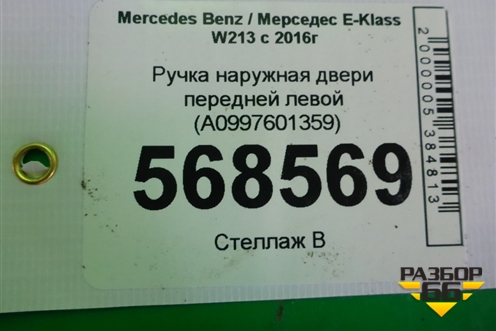 Mercedes Benz / Мерседес E-Klass
W213 с 2016г
Ручка наружная двери
передней левой
(A0997601359)
568569
Стеллаж В
2000005384813
РАЗБОР
66